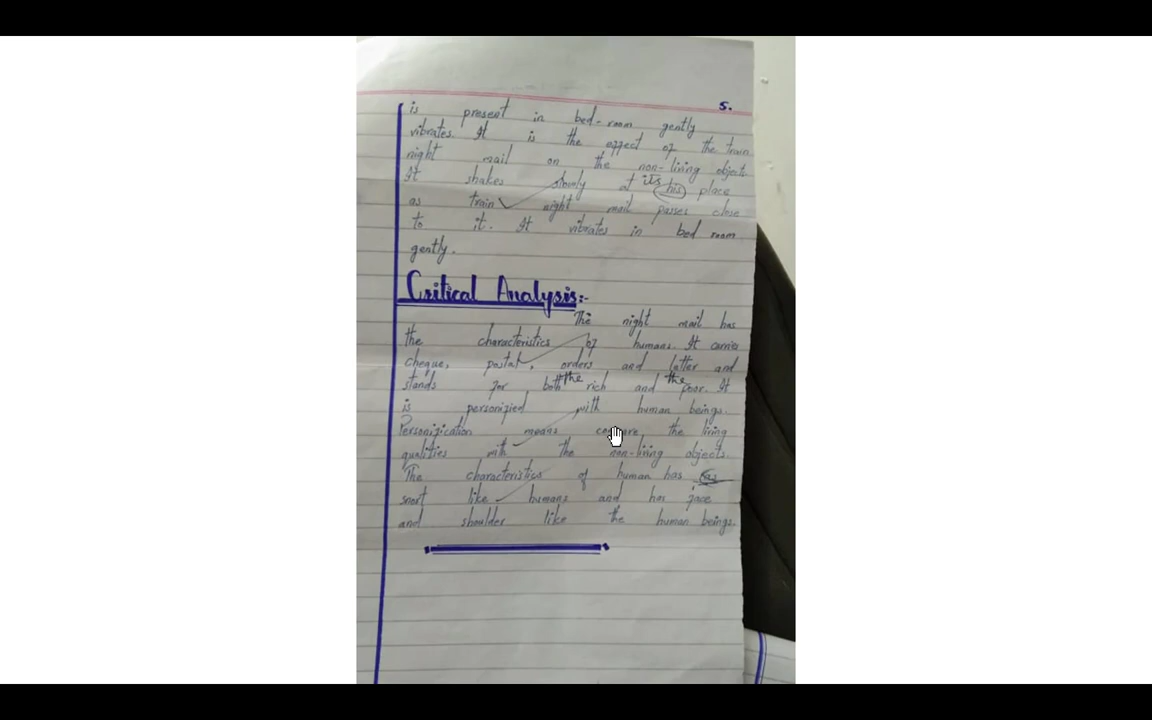 5.
is present in bed-room gently
vibrates. It is the effect of the train
night mail on the non-living object.
It shakes slowly at its his place
as train night mail passes close
to it. It vibrates in bed room
gently.
Critical Analysis:-
The night mail has
the characteristics of humans. It carries
cheque, postal, orders and letter and
stands for both the rich and the poor. It
is personified with human beings.
Personification means the living
qualities with the non-living objects.
The characteristics of human has as
snort like humans and has face
and shoulder like the human beings.